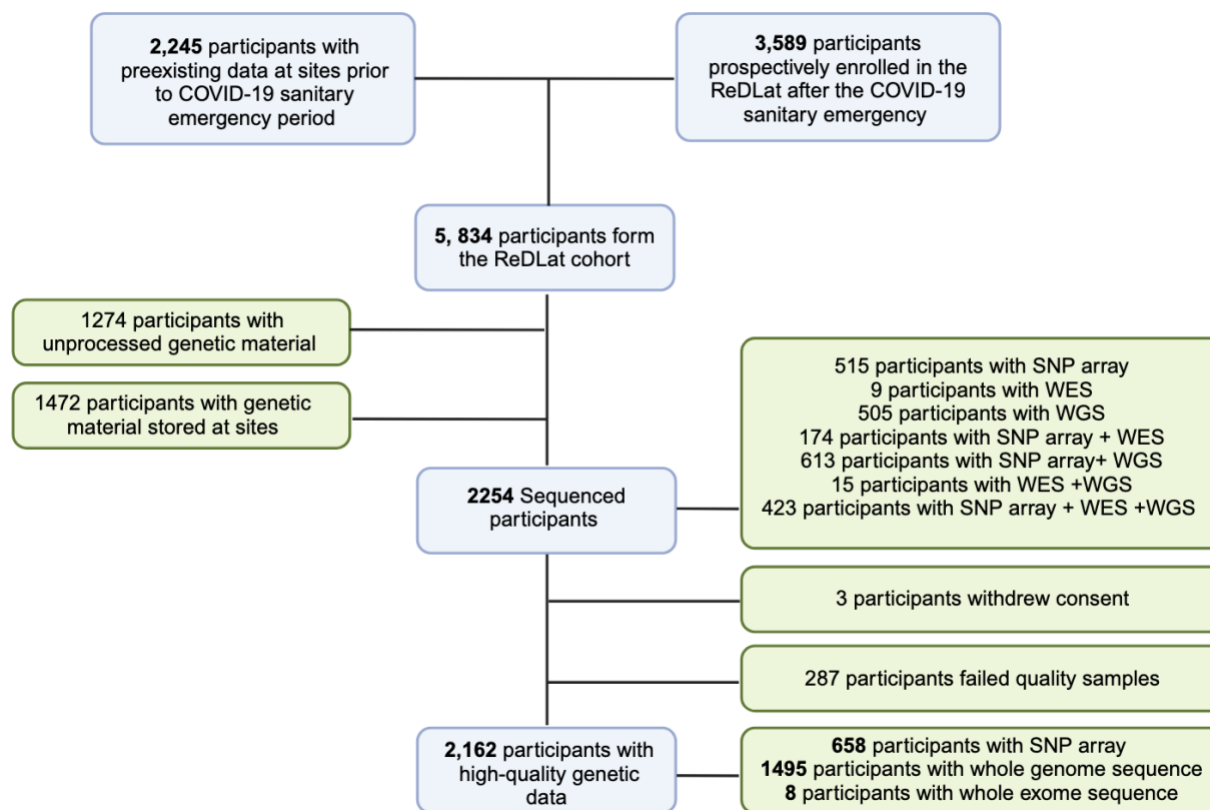 2,245 participants with
preexisting data at sites prior
to COVID-19 sanitary
emergency period
3,589 participants
prospectively enrolled in the
ReDLat after the COVID-19
sanitary emergency
5, 834 participants form
the ReDLat cohort
1274 participants with
unprocessed genetic material
1472 participants with genetic
material stored at sites
515 participants with SNP array
9 participants with WES
505 participants with WGS
174 participants with SNP array + WES
613 participants with SNP array+ WGS
15 participants with WES +WGS
423 participants with SNP array + WES +WGS
2254 Sequenced
participants
3 participants withdrew consent
287 participants failed quality samples
2,162 participants with
high-quality genetic
data
658 participants with SNP array
1495 participants with whole genome sequence
8 participants with whole exome sequence